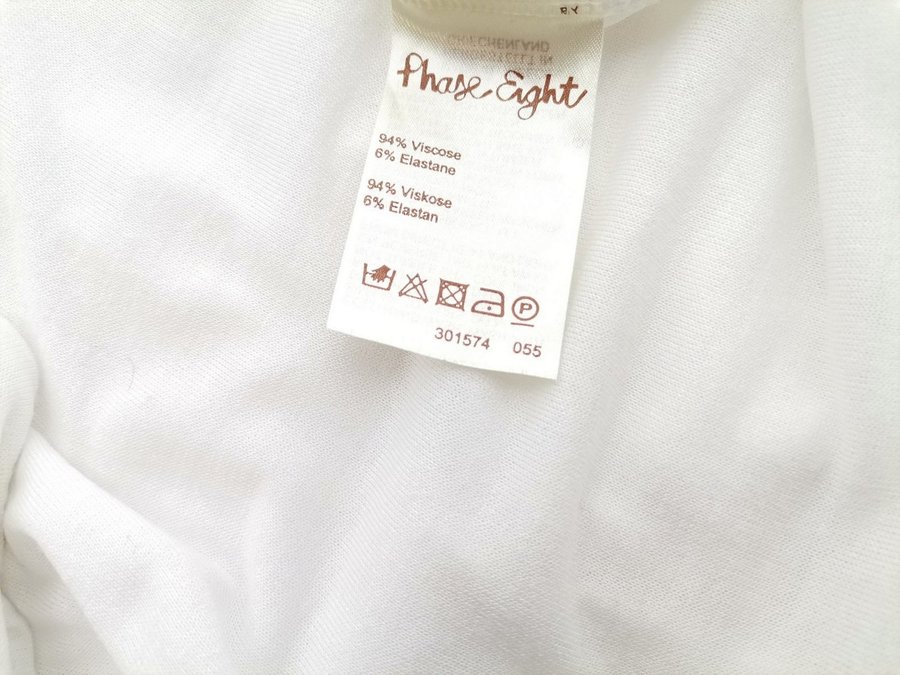 Phase Eight
94% Viscose
6% Elastane
94% Viskose
6% Elastan
P
301574 055